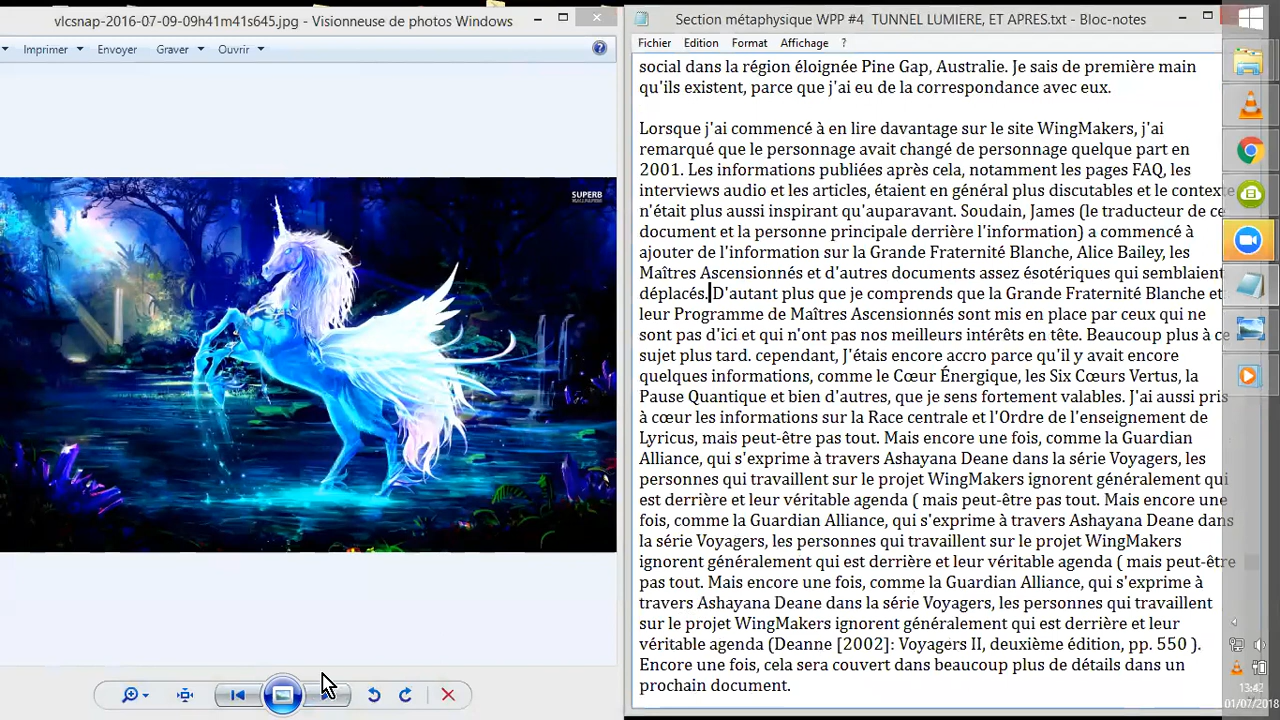 vlcsnap-2016-07-09-09h41m41s645.jpg - Visionneuse de photos Windows
Imprimer Envoyer Graver Ouvrir
SUPERB
WALLPAPERS
Section métaphysique WPP #4 TUNNEL LUMIERE, ET APRES.txt - Bloc-notes
Fichier Edition Format Affichage ?
social dans la région éloignée Pine Gap, Australie. Je sais de première main
qu'ils existent, parce que j'ai eu de la correspondance avec eux.
Lorsque j'ai commencé à en lire davantage sur le site WingMakers, j'ai
remarqué que le personnage avait changé de personnage quelque part en
2001. Les informations publiées après cela, notamment les pages FAQ, les
interviews audio et les articles, étaient en général plus discutables et le contexte
n'était plus aussi inspirant qu'auparavant. Soudain, James (le traducteur de ce
document et la personne principale derrière l'information) a commencé à
ajouter de l'information sur la Grande Fraternité Blanche, Alice Bailey, les
Maîtres Ascensionnés et d'autres documents assez ésotériques qui semblaient
déplacés. D'autant plus que je comprends que la Grande Fraternité Blanche et
leur Programme de Maîtres Ascensionnés sont mis en place par ceux qui ne
sont pas d'ici et qui n'ont pas nos meilleurs intérêts en tête. Beaucoup plus à ce
sujet plus tard. cependant, J'étais encore accro parce qu'il y avait encore
quelques informations, comme le Cœur Énergique, les Six Cœurs Vertus, la
Pause Quantique et bien d'autres, que je sens fortement valables. J'ai aussi pris
à cœur les informations sur la Race centrale et l'Ordre de l'enseignement de
Lyricus, mais peut-être pas tout. Mais encore une fois, comme la Guardian
Alliance, qui s'exprime à travers Ashayana Deane dans la série Voyagers, les
personnes qui travaillent sur le projet WingMakers ignorent généralement qui
est derrière et leur véritable agenda ( mais peut-être pas tout. Mais encore une
fois, comme la Guardian Alliance, qui s'exprime à travers Ashayana Deane dans
la série Voyagers, les personnes qui travaillent sur le projet WingMakers
ignorent généralement qui est derrière et leur véritable agenda ( mais peut-être
pas tout. Mais encore une fois, comme la Guardian Alliance, qui s'exprime à
travers Ashayana Deane dans la série Voyagers, les personnes qui travaillent
sur le projet WingMakers ignorent généralement qui est derrière et leur
véritable agenda (Deanne [2002]: Voyagers II, deuxième édition, pp. 550 ).
Encore une fois, cela sera couvert dans beaucoup plus de détails dans un
prochain document.
13:42
01/07/2018